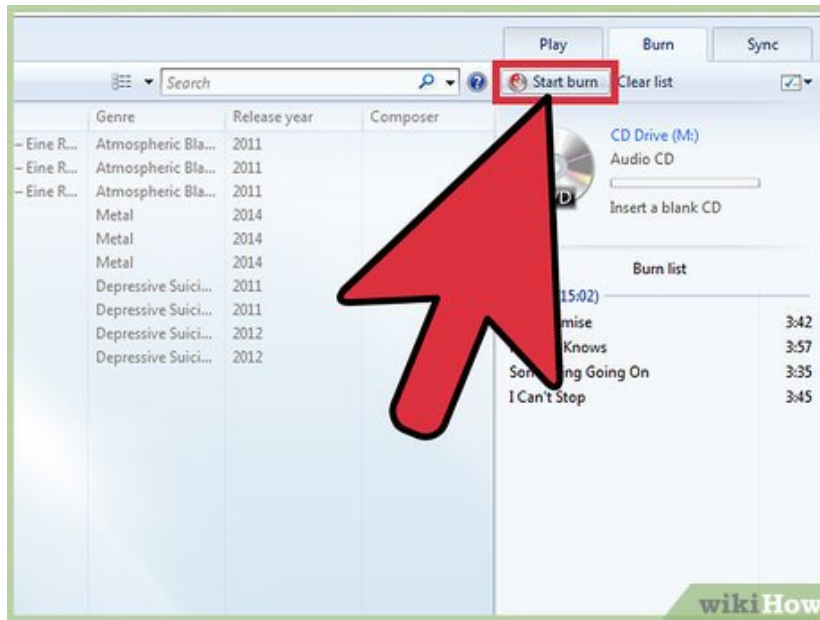 Play Burn Sync
Search Start burn Clear list
Genre Release year Composer
CD Drive (M:)
– Eine R... Atmospheric Bla... 2011
Audio CD
– Eine R... Atmospheric Bla... 2011
– Eine R... Atmospheric Bla... 2011
Insert a blank CD
Metal 2014
Metal 2014
Metal 2014
Burn list
Depressive Suici... 2011
15:02)
Depressive Suici... 2011
3:42
Depressive Suici... 2012
Knows 3:57
Depressive Suici... 2012
Going On 3:35
I Can't Stop 3:45
wikiHow